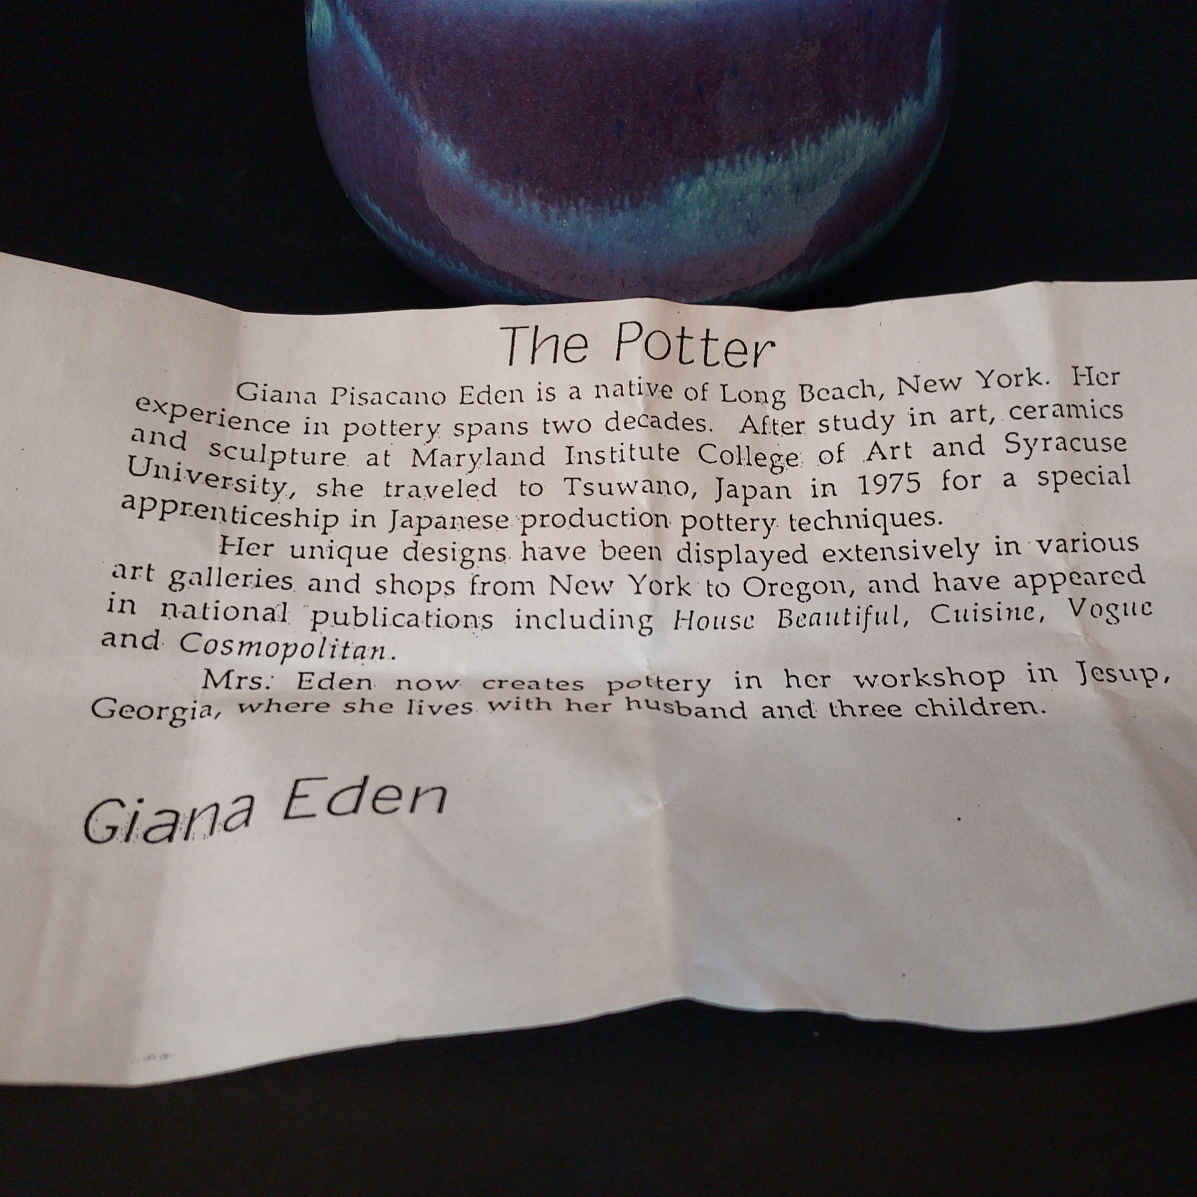 The Potter
Giana Pisacano Eden is a native of Long Beach, New York. Her
experience in pottery spans two decades. After study in art, ceramics
and sculpture at Maryland Institute College of Art and Syracuse
University, she traveled to Tsuwano, Japan in 1975 for a special
apprenticeship in Japanese production pottery techniques.
Her unique designs have been displayed extensively in various
art galleries and shops from New York to Oregon, and have appeared
in national publications including House Beautiful, Cuisine, Vogue
and Cosmopolitan.
Mrs. Eden now creates pottery in her workshop in Jesup,
Georgia, where she lives with her husband and three children.
Giana Eden